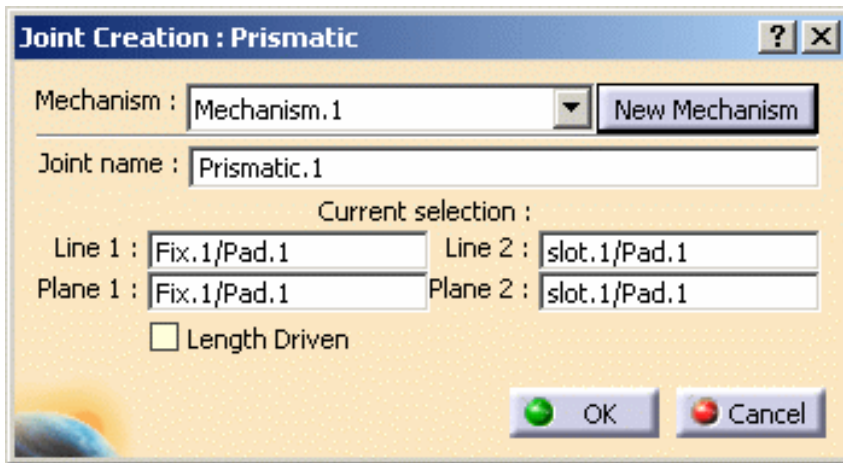 Joint Creation : Prismatic ? X
Mechanism : Mechanism.1 New Mechanism
Joint name : Prismatic.1
Current selection :
Line 1 : Fix.1/Pad.1 Line 2 : slot.1/Pad.1
Plane 1 : Fix.1/Pad.1 Plane 2 : slot.1/Pad.1
Length Driven
OK Cancel